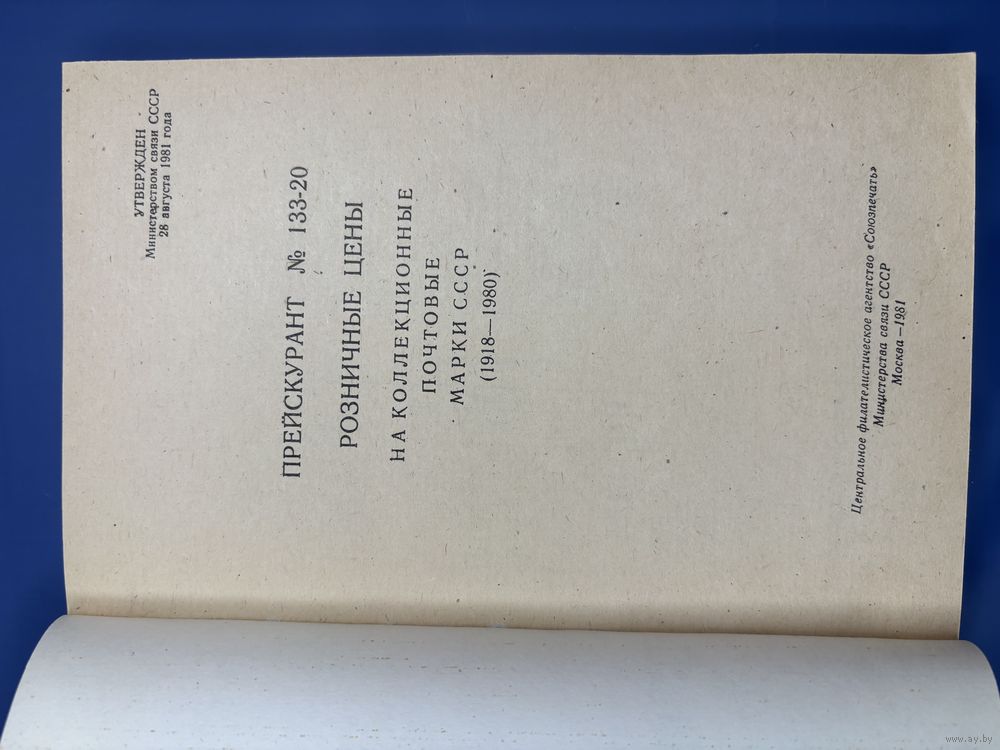 УТВЕРЖДЕН
Министерством связи СССР
28 августа 1981 года
ПРЕЙСКУРАНТ № 133-20
РОЗНИЧНЫЕ ЦЕНЫ
НА КОЛЛЕКЦИОННЫЕ
ПОЧТОВЫЕ
МАРКИ СССР
(1918—1980)
Центральное филателистическое агентство «Союзпечать»
Министерства связи СССР
Москва—1981
www.ay.by